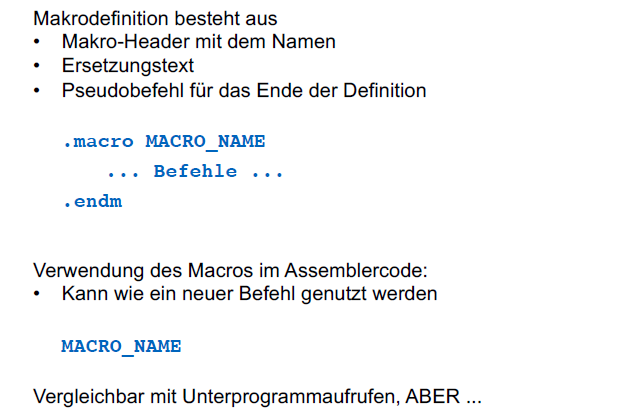 Makrodefinition besteht aus
• Makro-Header mit dem Namen
• Ersetzungstext
• Pseudobefehl für das Ende der Definition
.macro MACRO_NAME
... Befehle ...
.endm
Verwendung des Macros im Assemblercode:
• Kann wie ein neuer Befehl genutzt werden
MACRO_NAME
Vergleichbar mit Unterprogrammaufrufen, ABER ...